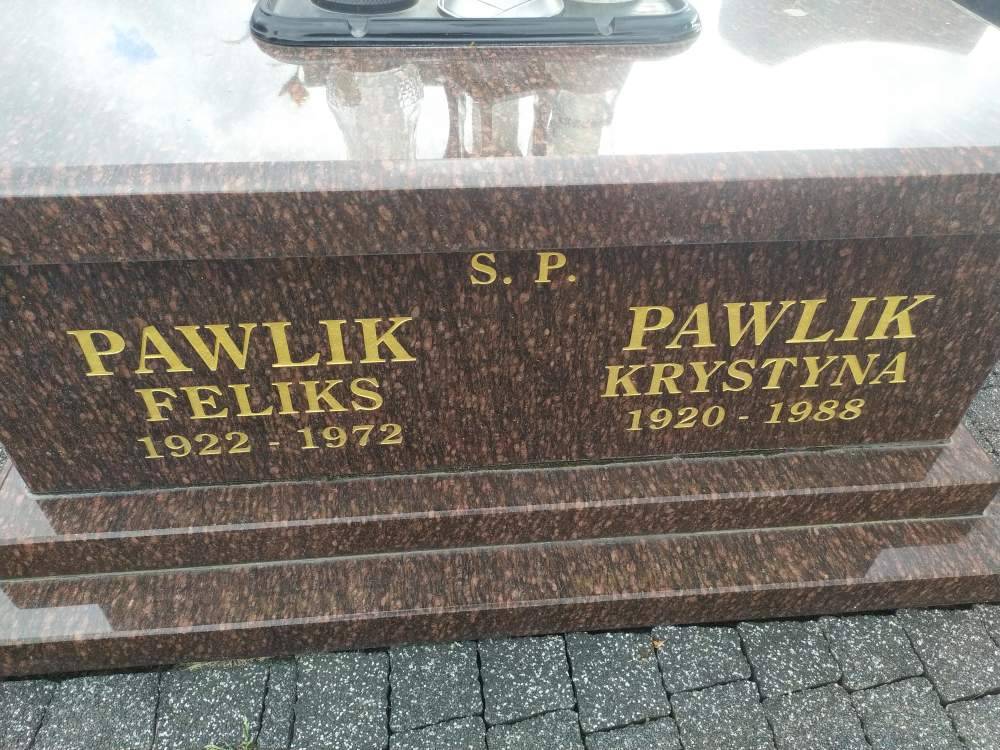 S. P.
PAWLIK
FELIKS
1922 - 1972
PAWLIK
KRYSTYNA
1920 - 1988